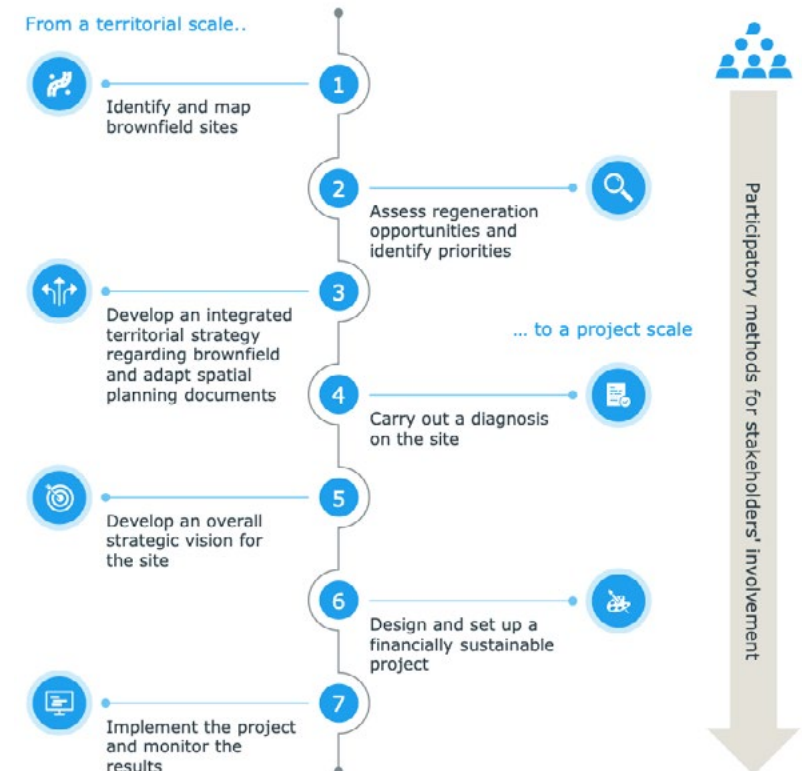 From a territorial scale..
1
Identify and map
brownfield sites
2
Assess regeneration
opportunities and
identify priorities
3
Develop an integrated
territorial strategy
regarding brownfield
and adapt spatial
planning documents
... to a project scale
4
Carry out a diagnosis
on the site
5
Develop an overall
strategic vision for
the site
6
Design and set up a
financially sustainable
project
7
Implement the project
and monitor the
results
Participatory methods for stakeholders' involvement